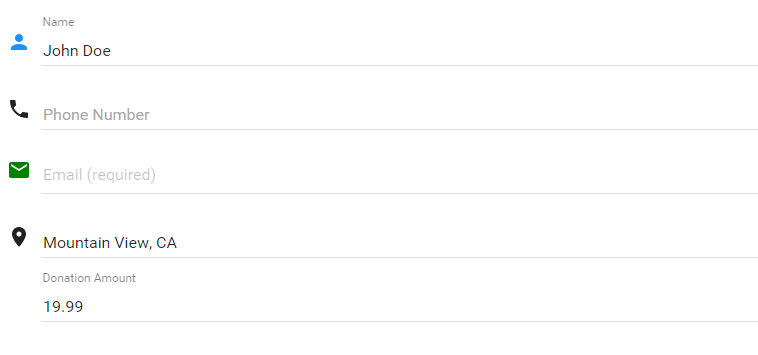 Name
John Doe
Phone Number
Email (required)
Mountain View, CA
Donation Amount
19.99